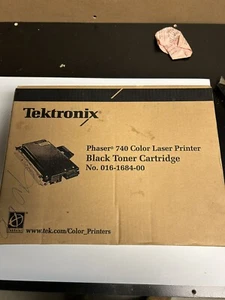 Tektronix
Phaser® 740 Color Laser Printer
Black Toner Cartridge
No. 016-1684-00
www.tek.com/Color_Printers